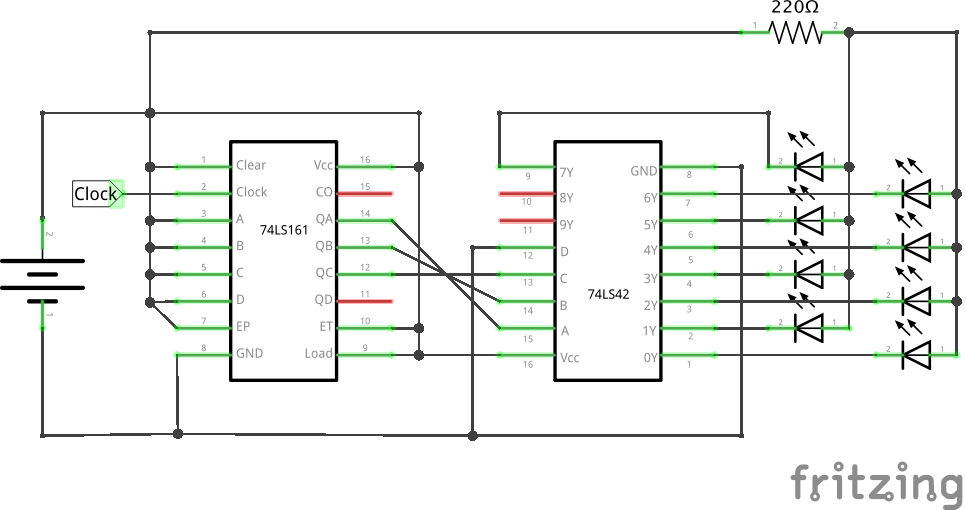 220Ω
1 2
Clock
2
1
74LS161
1 Clear
2 Clock
3 A
4 B
5 C
6 D
7 EP
8 GND
Vcc 16
CO 15
QA 14
QB 13
QC 12
QD 11
ET 10
Load 9
74LS42
9 7Y
10 8Y
11 9Y
12 D
13 C
14 B
15 A
16 Vcc
GND 8
6Y 7
5Y 6
4Y 5
3Y 4
2Y 3
1Y 2
0Y 1
2 1
2 1
2 1
2 1
2 1
2 1
2 1
2 1
fritzing